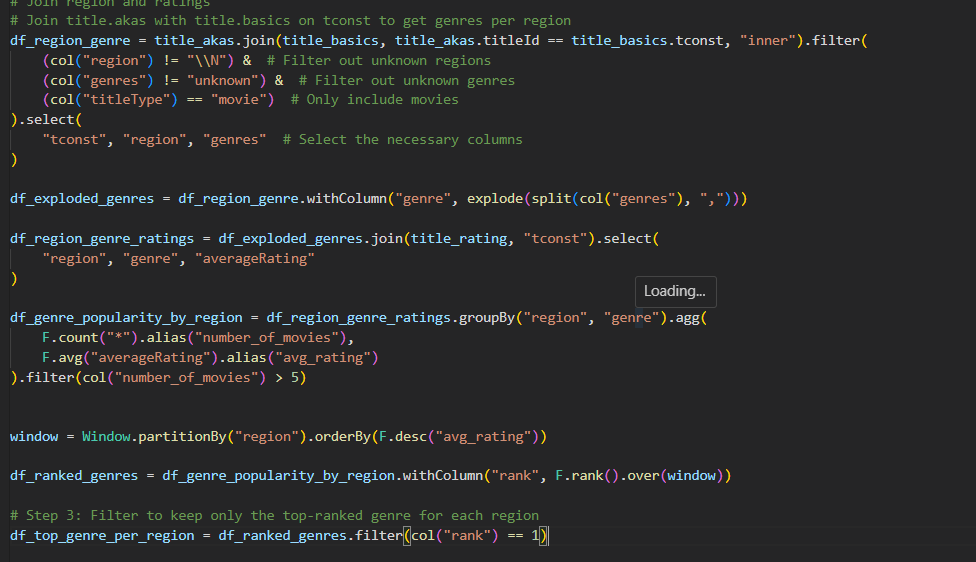 # Join region and ratings
# Join title.akas with title.basics on tconst to get genres per region
df_region_genre = title_akas.join(title_basics, title_akas.titleId == title_basics.tconst, "inner").filter(
    (col("region") != "\\N") &  # Filter out unknown regions
    (col("genres") != "unknown") &  # Filter out unknown genres
    (col("titleType") == "movie")  # Only include movies
).select(
    "tconst", "region", "genres"  # Select the necessary columns
)
df_exploded_genres = df_region_genre.withColumn("genre", explode(split(col("genres"), ",")))
df_region_genre_ratings = df_exploded_genres.join(title_rating, "tconst").select(
    "region", "genre", "averageRating"
)
Loading...
df_genre_popularity_by_region = df_region_genre_ratings.groupBy("region", "genre").agg(
    F.count("*").alias("number_of_movies"),
    F.avg("averageRating").alias("avg_rating")
).filter(col("number_of_movies") > 5)
window = Window.partitionBy("region").orderBy(F.desc("avg_rating"))
df_ranked_genres = df_genre_popularity_by_region.withColumn("rank", F.rank().over(window))
# Step 3: Filter to keep only the top-ranked genre for each region
df_top_genre_per_region = df_ranked_genres.filter(col("rank") == 1)